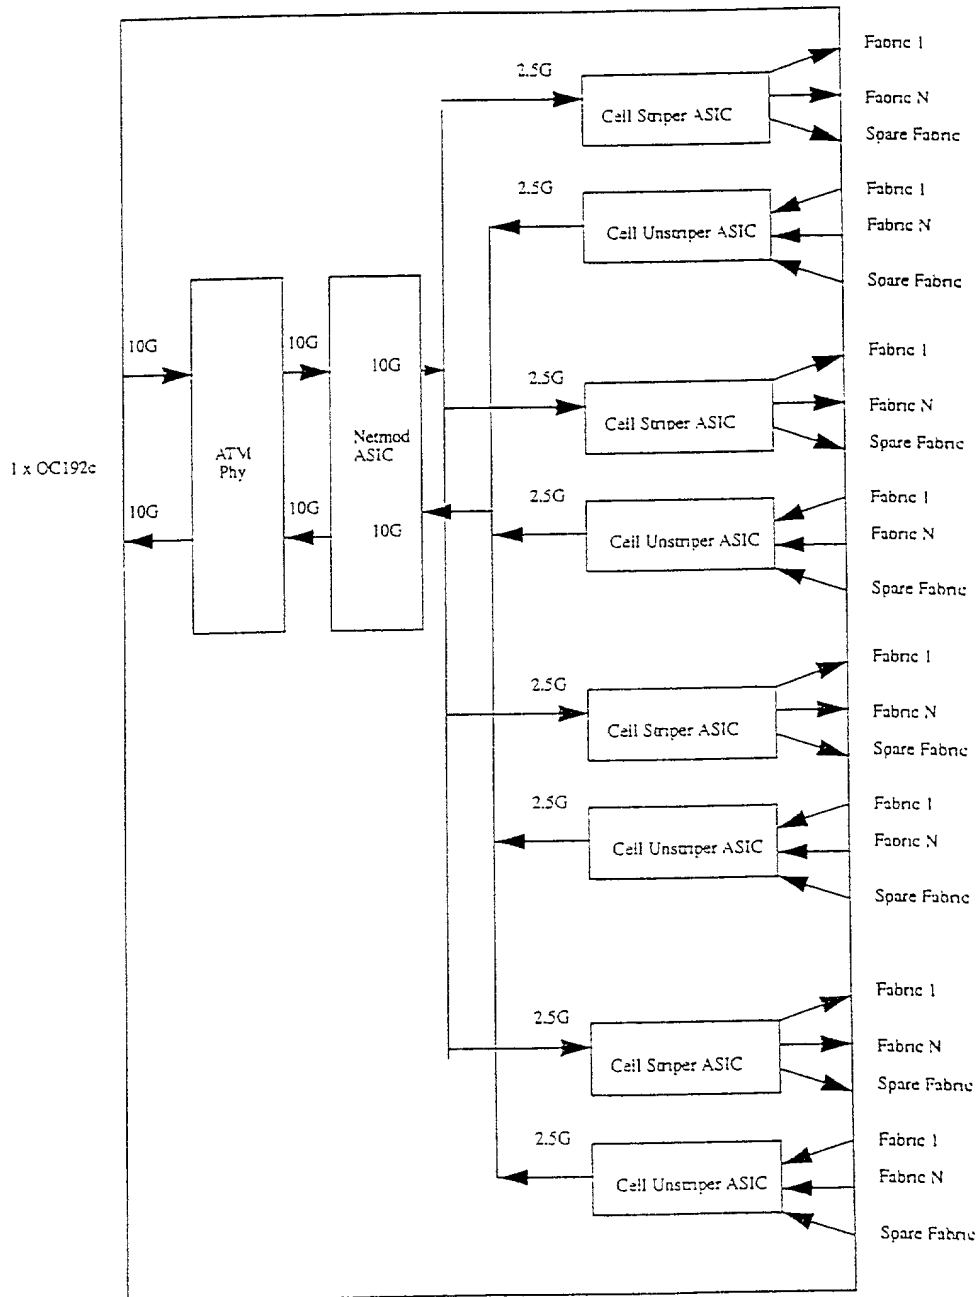 Fabric 1
2.5G
Fabric N
Cell Striper ASIC
Spare Fabric
2.5G
Fabric 1
Fabric N
Cell Unstriper ASIC
Spare Fabric
10G
10G
10G
Fabric 1
2.5G
Fabric N
Cell Striper ASIC
Spare Fabric
ATM
Phy
Netmod
ASIC
1 x OC192c
10G
10G
10G
2.5G
Fabric 1
Fabric N
Cell Unstriper ASIC
Spare Fabric
Fabric 1
2.5G
Fabric N
Cell Striper ASIC
Spare Fabric
2.5G
Fabric 1
Fabric N
Cell Unstriper ASIC
Spare Fabric
Fabric 1
2.5G
Fabric N
Cell Striper ASIC
Spare Fabric
2.5G
Fabric 1
Fabric N
Cell Unstriper ASIC
Spare Fabric